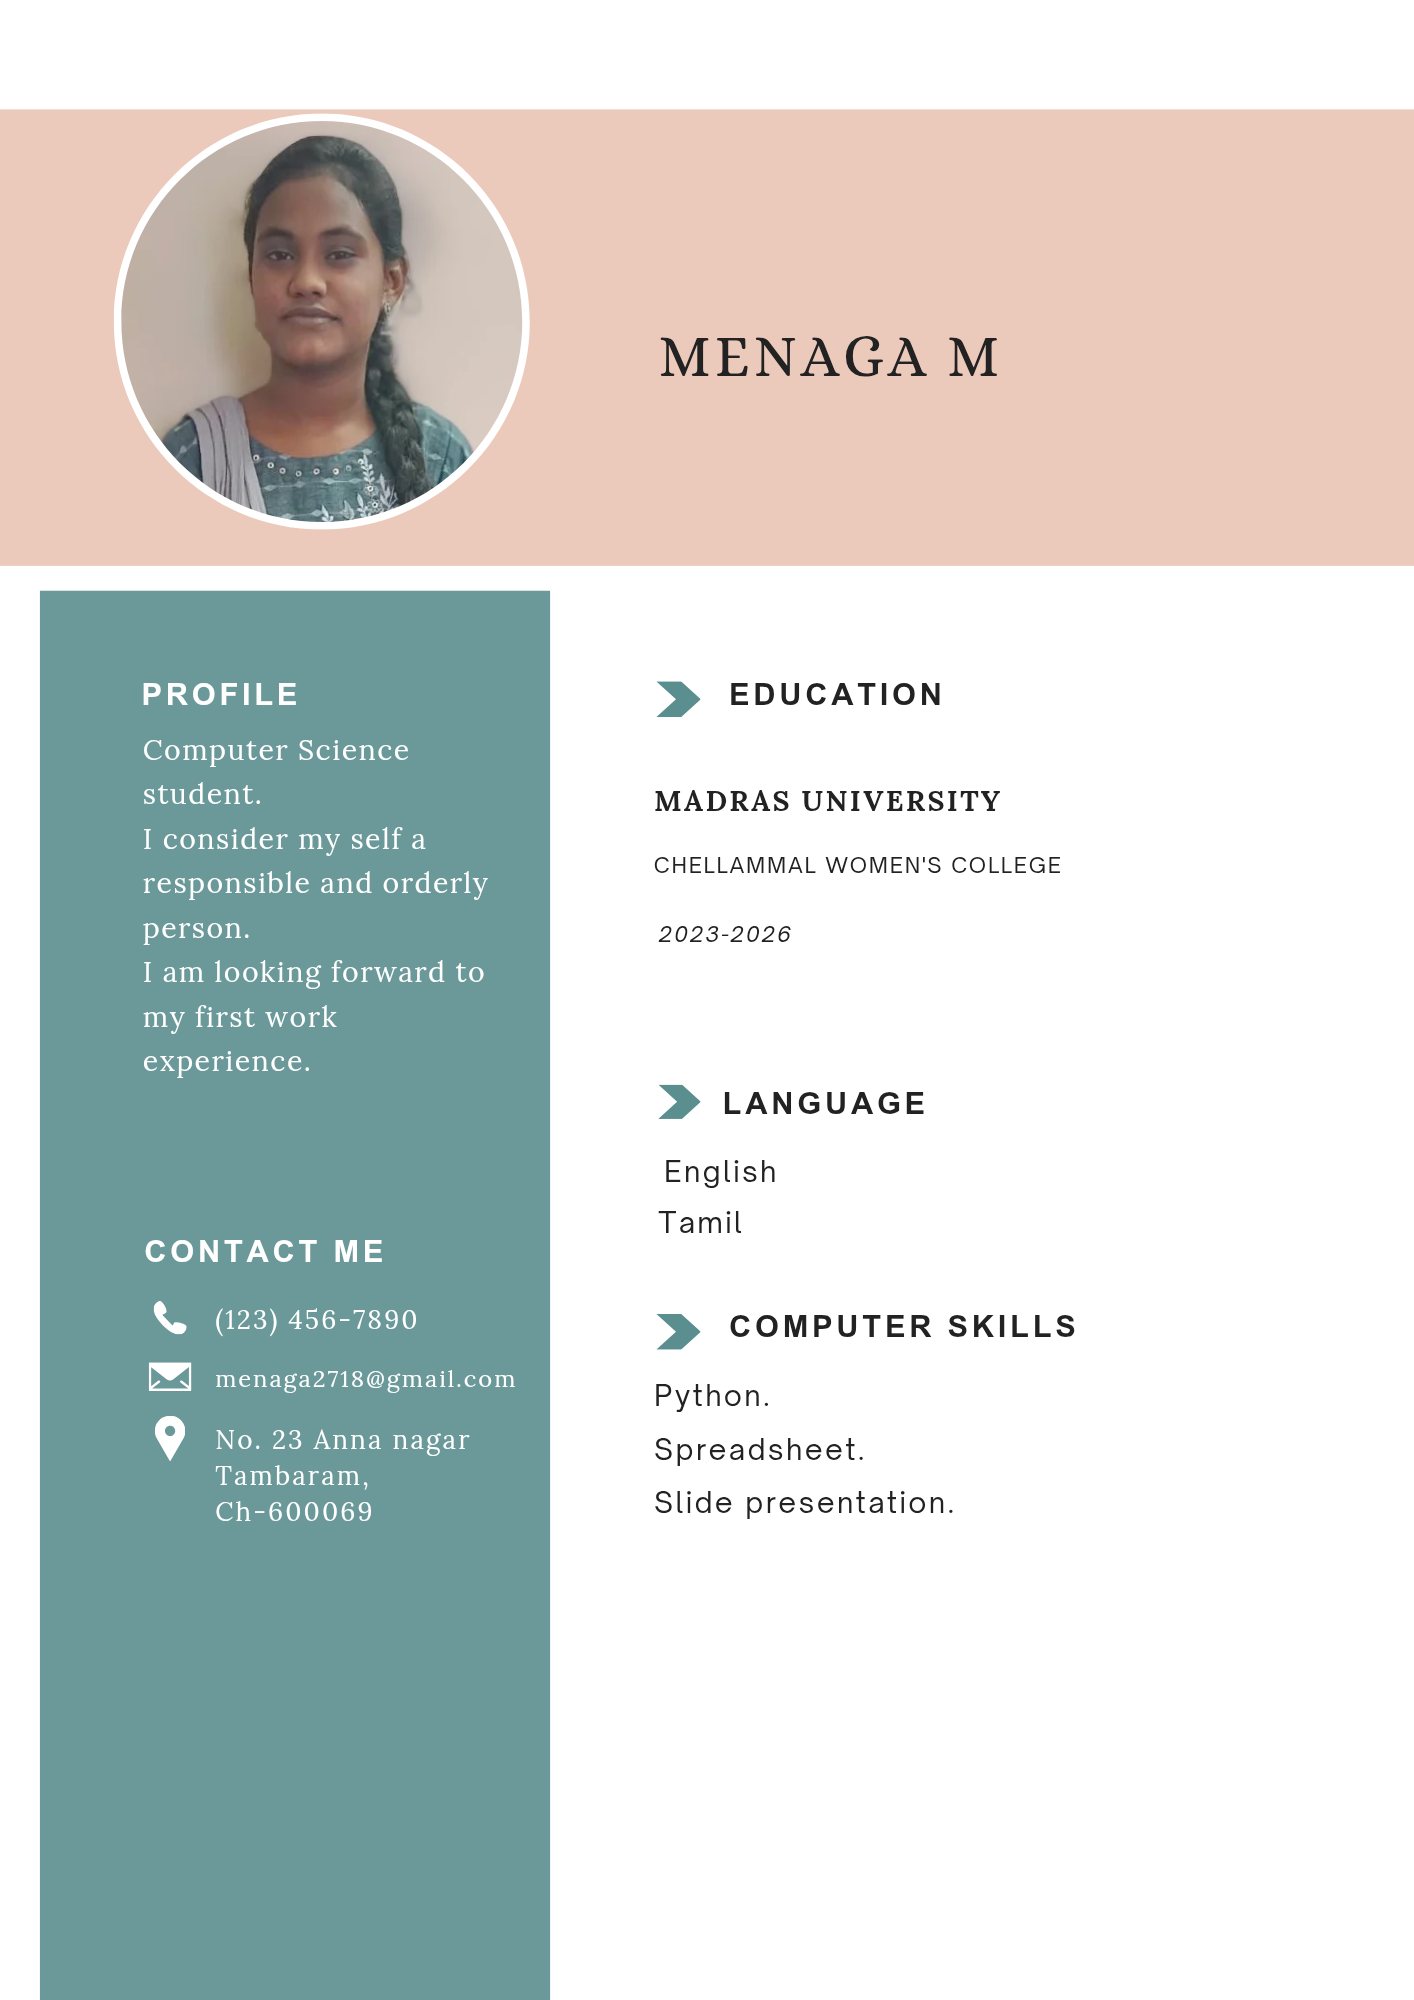 MENAGA M
PROFILE
Computer Science
student.
I consider my self a
responsible and orderly
person.
I am looking forward to
my first work
experience.
CONTACT ME
(123) 456-7890
menaga2718@gmail.com
No. 23 Anna nagar
Tambaram,
Ch-600069
EDUCATION
MADRAS UNIVERSITY
CHELLAMMAL WOMEN'S COLLEGE
2023-2026
LANGUAGE
English
Tamil
COMPUTER SKILLS
Python.
Spreadsheet.
Slide presentation.